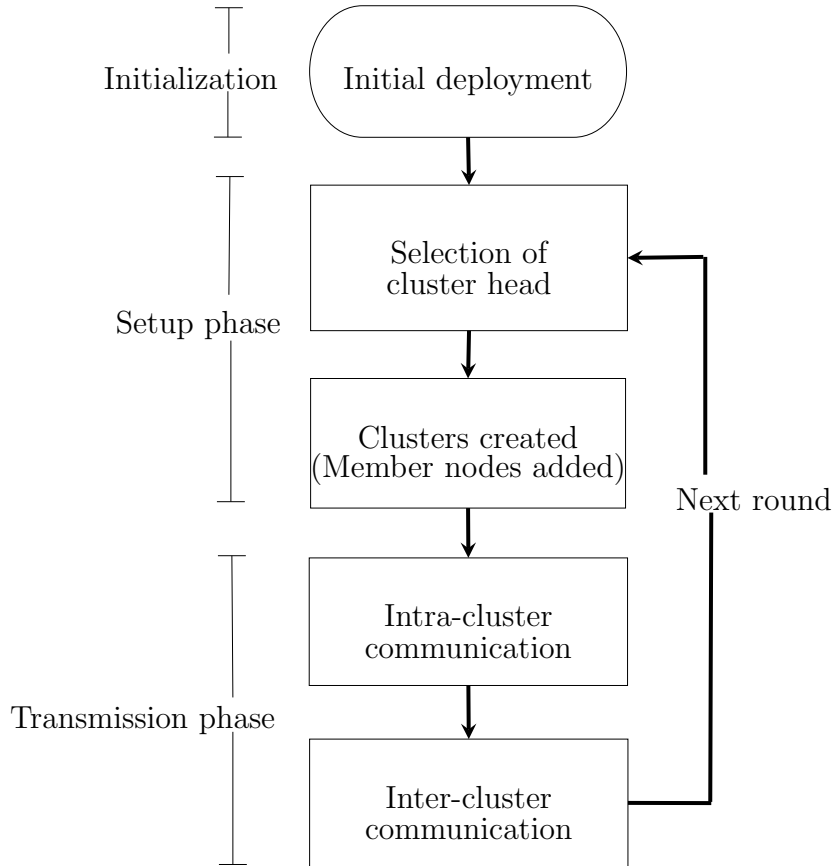 Initialization
Initial deployment
Selection of
cluster head
Setup phase
Clusters created
(Member nodes added)
Next round
Intra-cluster
communication
Transmission phase
Inter-cluster
communication